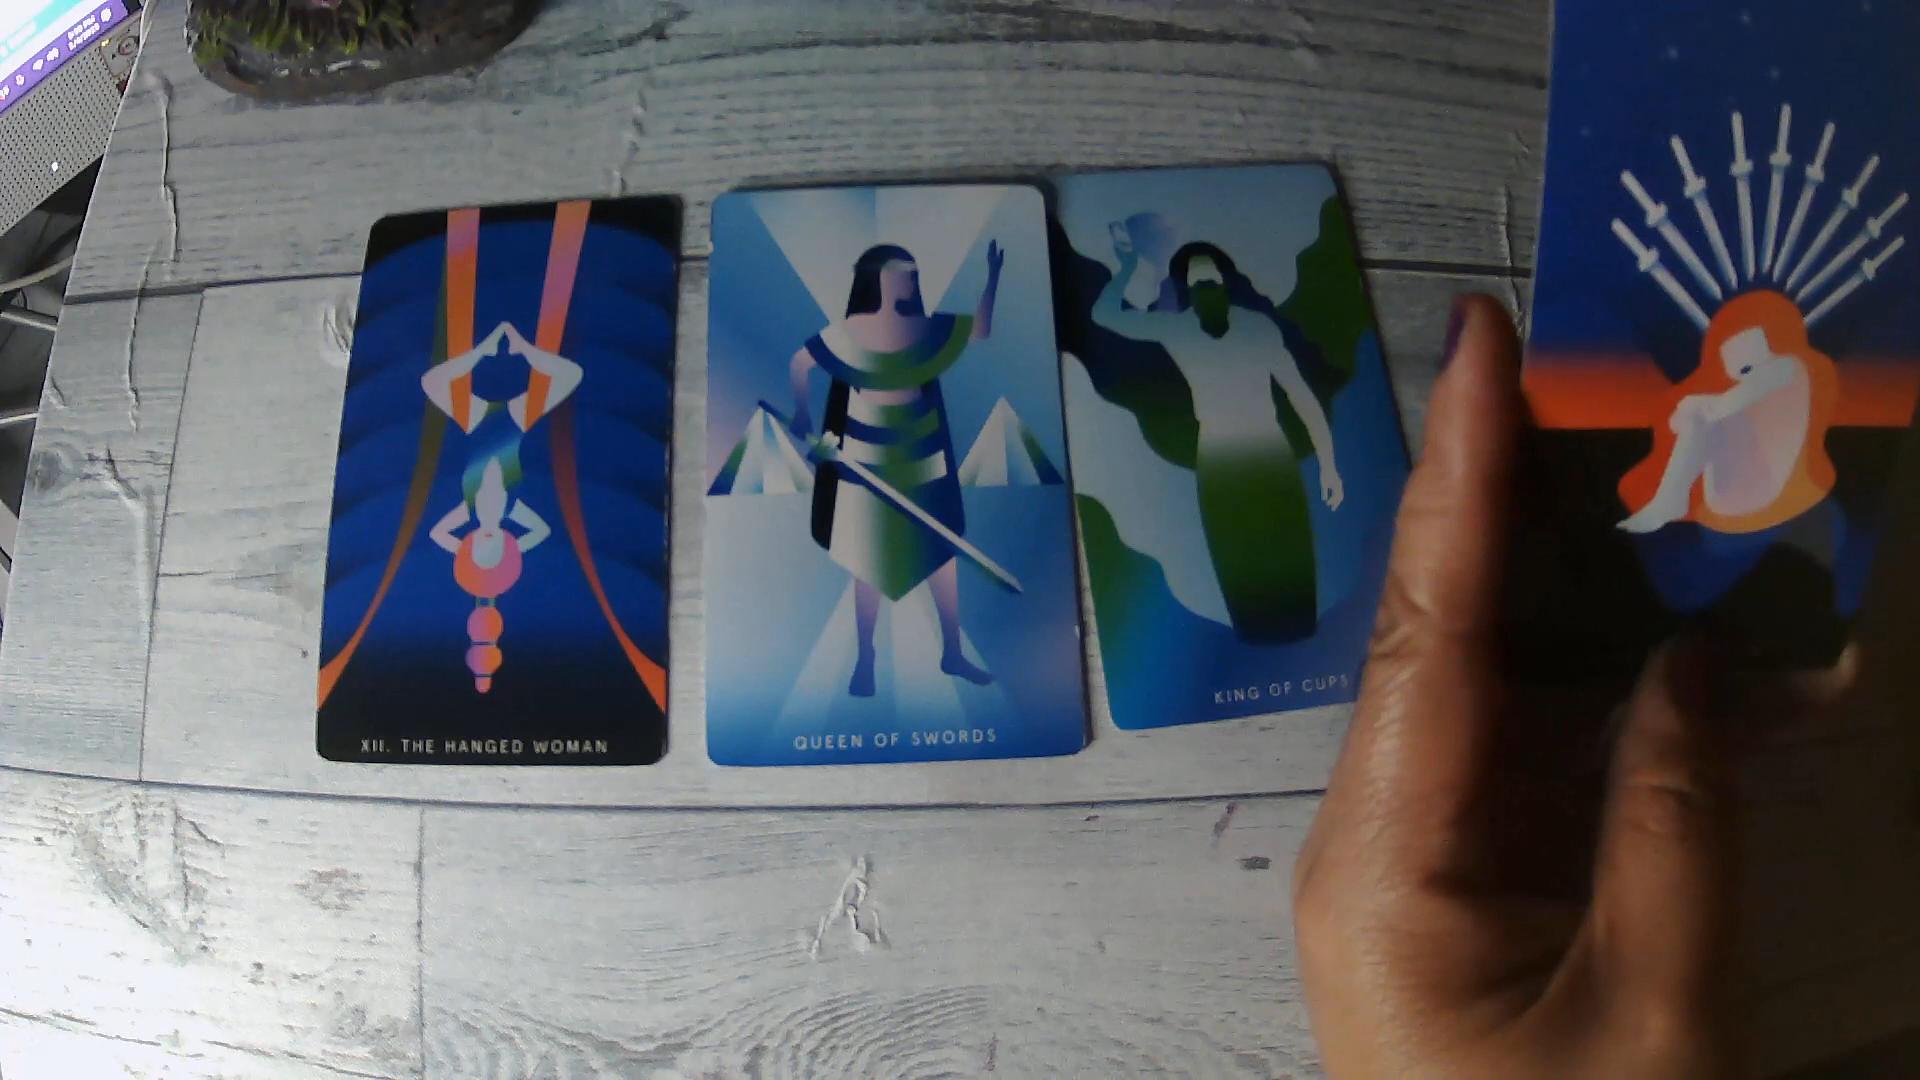 XII. THE HANGED WOMAN
QUEEN OF SWORDS
KING OF CUPS